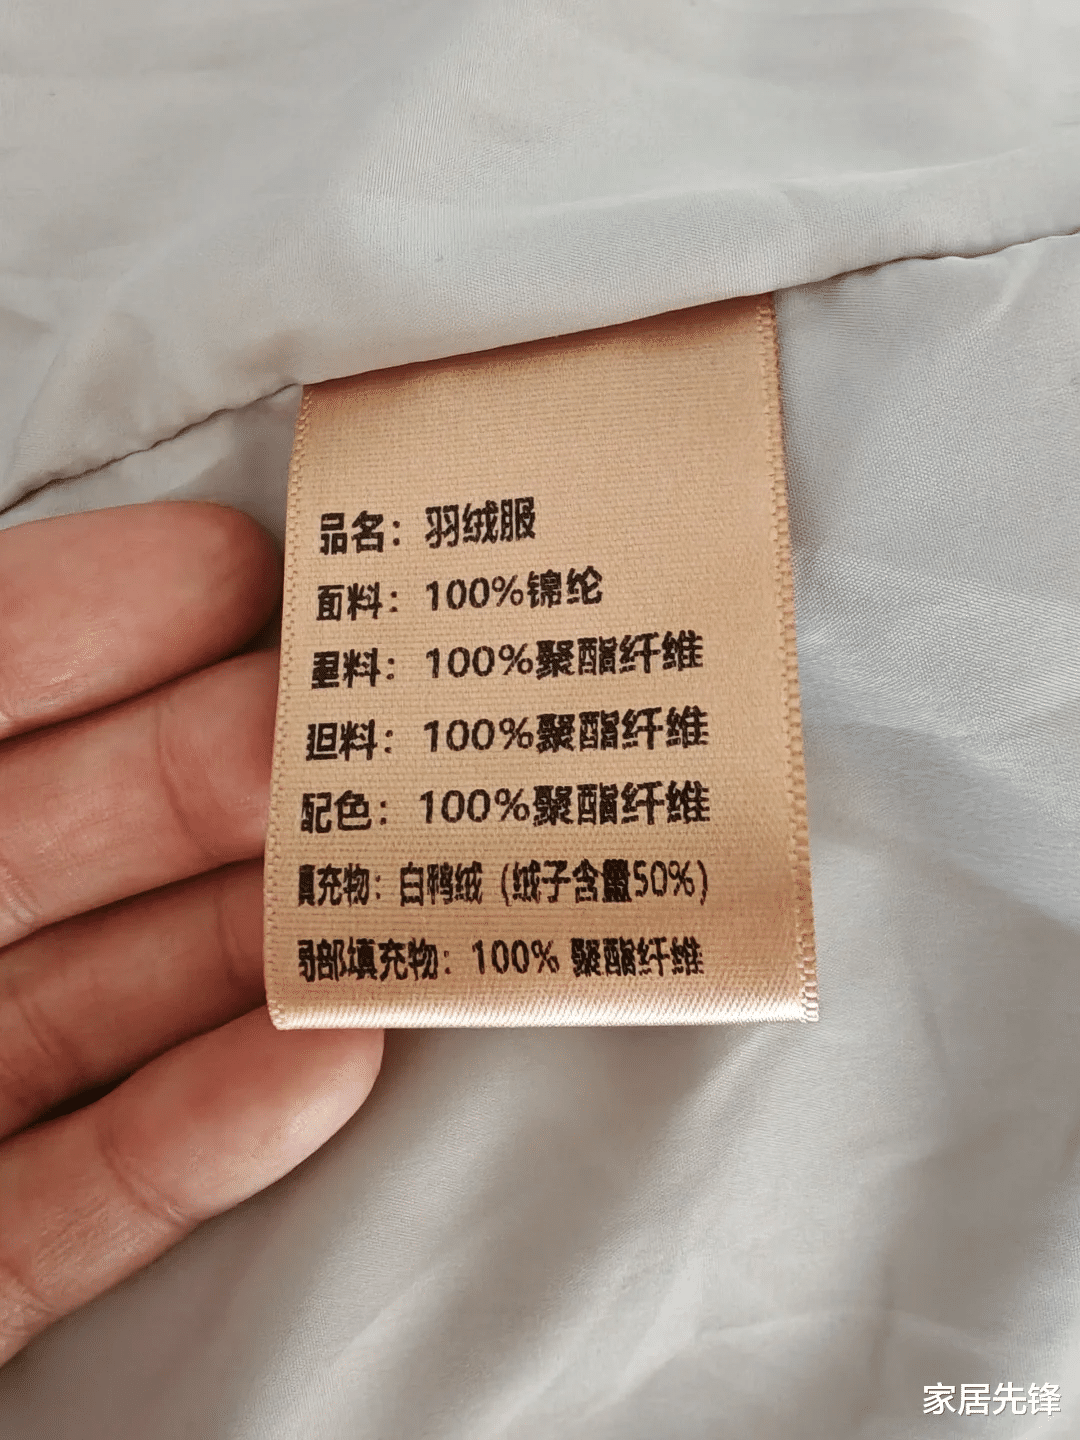 品名：羽绒服
面料：100%锦纶
里料：100%聚酯纤维
胆料：100%聚酯纤维
配色：100%聚酯纤维
填充物：白鸭绒（绒子含量50%）
局部填充物：100% 聚酯纤维
家居先锋